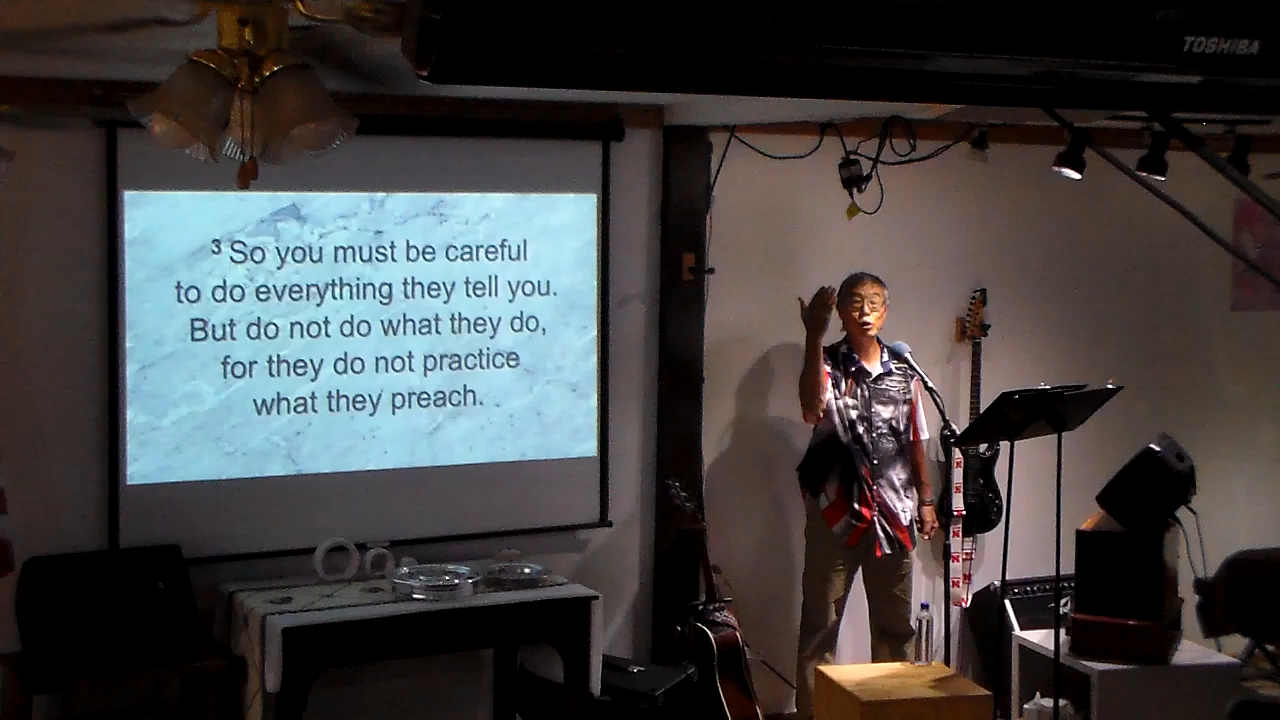 TOSHIBA
³ So you must be careful
to do everything they tell you.
But do not do what they do,
for they do not practice
what they preach.
N
N
N
N